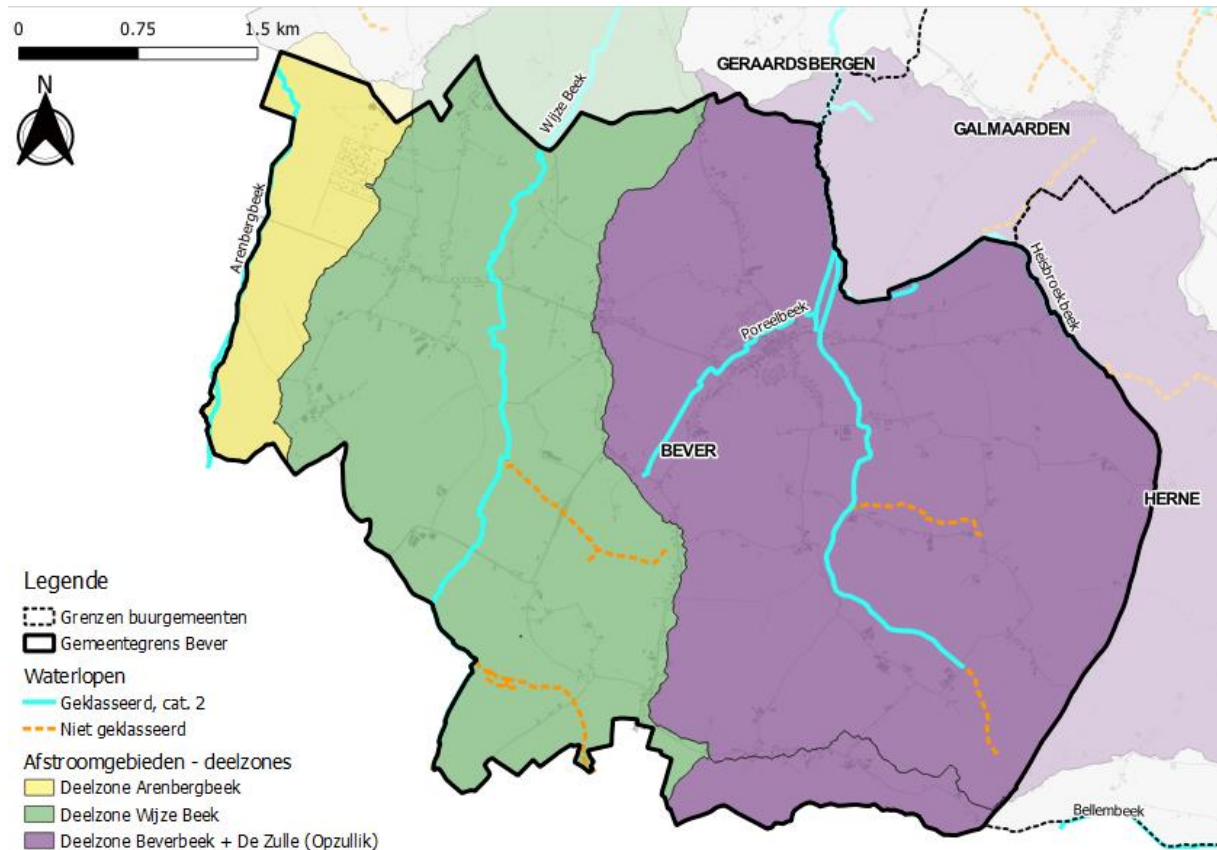 0 0.75 1.5 km
N
GERAARDSBERGEN
GALMAARDEN
Wijze Beek
Arenbergbeek
Heisbroekbeek
Poreelbeek
BEVER
HERNE
Bellembeek
Legende
Grenzen buurgemeenten
Gemeentegrens Bever
Waterlopen
Geklasseerd, cat. 2
Niet geklasseerd
Afstroomgebieden - deelzones
Deelzone Arenbergbeek
Deelzone Wijze Beek
Deelzone Beverbeek + De Zulle (Opzullik)